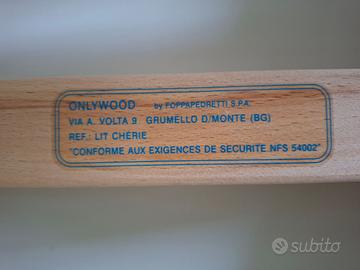 ONLYWOOD by FOPPAPEDRETTI S.P.A.
VIA A. VOLTA 9 GRUMELLO D/MONTE (BG)
REF.: LIT CHÉRIE
"CONFORME AUX EXIGENCES DE SECURITE NFS 54002"
subito